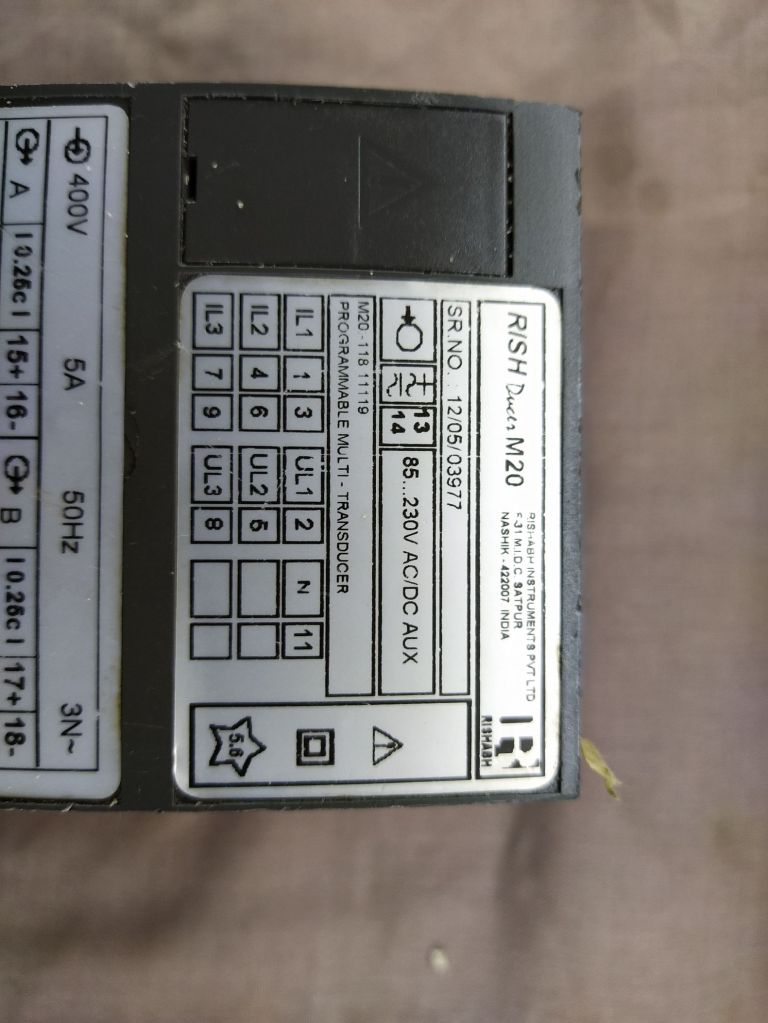 RISH Ducer M20
RISHABH INSTRUMENTS PVT.LTD
F-31 M.I.D.C. SATPUR
NASHIK - 422007 INDIA
RISHABH
SR.NO. : 12/05/03977
13
14
85...230V AC/DC AUX
M20 -118 11119
PROGRAMMABLE MULTI - TRANSDUCER
IL1 1 3 UL1 2 N 11
IL2 4 6 UL2 5
IL3 7 9 UL3 8
5.6
400V 5A 50Hz 3N~
A I 0.25c I 15+ 16- B I 0.25c I 17+ 18-